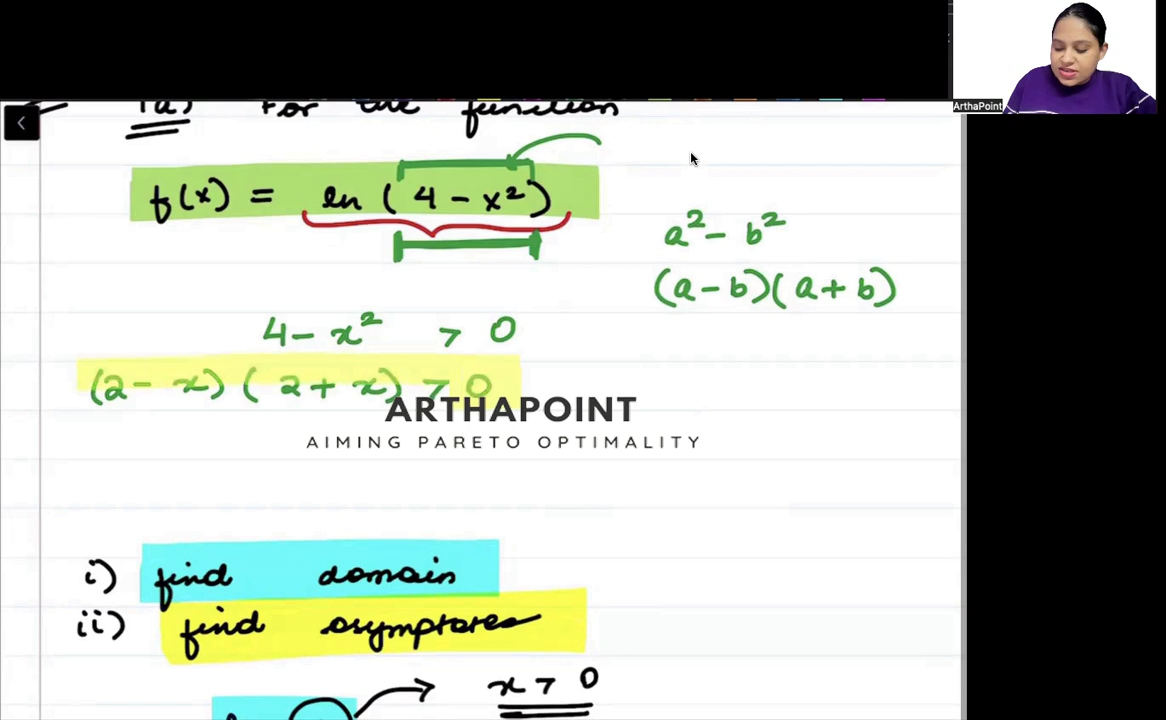 ArthaPoint
(a) For the function
f(x) = ln ( 4 - x² )
a² - b²
(a - b)( a + b)
4 - x² > 0
(2 - x) ( 2 + x) > 0
ARTHAPOINT
AIMING PARETO OPTIMALITY
i) find domain
ii) find asymptotes
x > 0